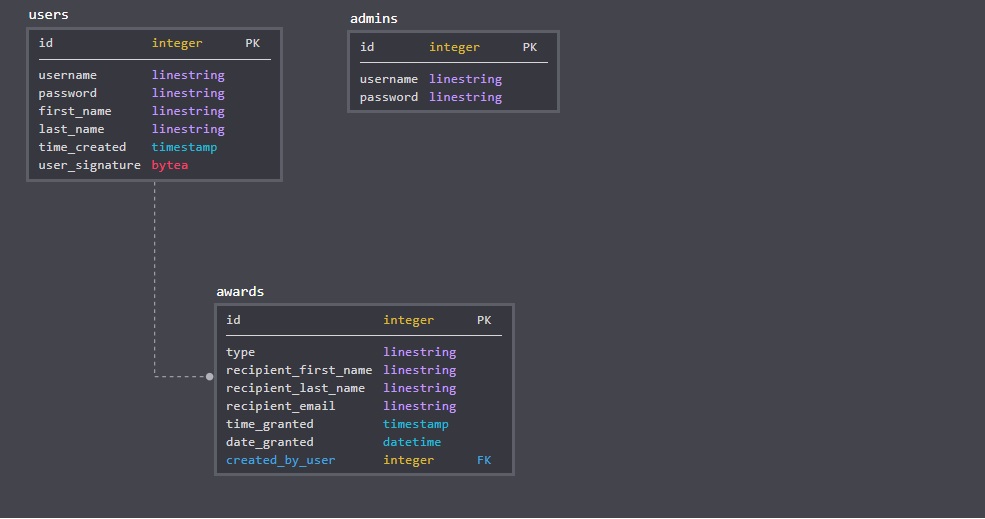 users
id integer PK
username linestring
password linestring
first_name linestring
last_name linestring
time_created timestamp
user_signature bytea
admins
id integer PK
username linestring
password linestring
awards
id integer PK
type linestring
recipient_first_name linestring
recipient_last_name linestring
recipient_email linestring
time_granted timestamp
date_granted datetime
created_by_user integer FK